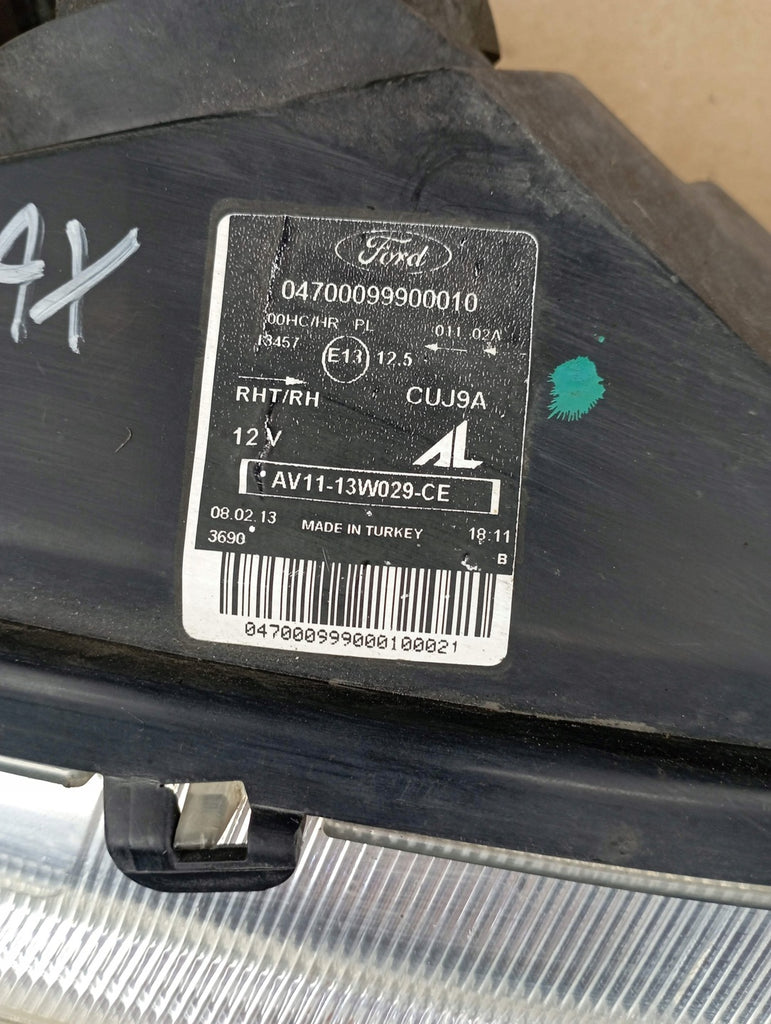 AX
Ford
04700099900010
00HC/HR PL
011 02A
13457
E13 12.5
RHT/RH
CUJ9A
12 V
AL
AV11-13W029-CE
08.02.13
MADE IN TURKEY
18:11
3690
B
047000999000100021